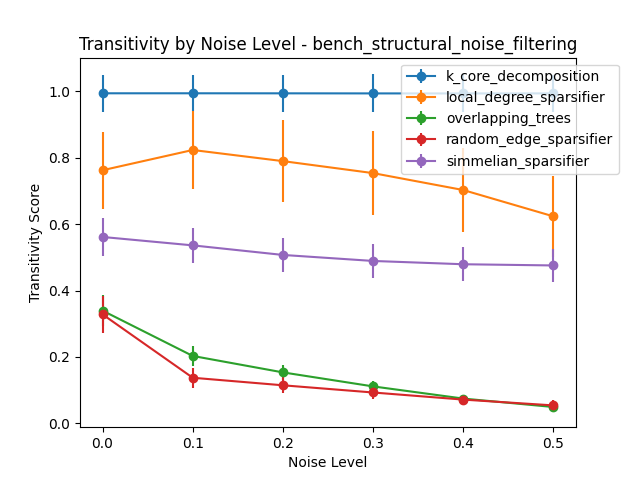 Transitivity by Noise Level - bench_structural_noise_filtering
k_core_decomposition
local_degree_sparsifier
overlapping_trees
random_edge_sparsifier
simmelian_sparsifier
Transitivity Score
1.0
0.8
0.6
0.4
0.2
0.0
0.0 0.1 0.2 0.3 0.4 0.5
Noise Level